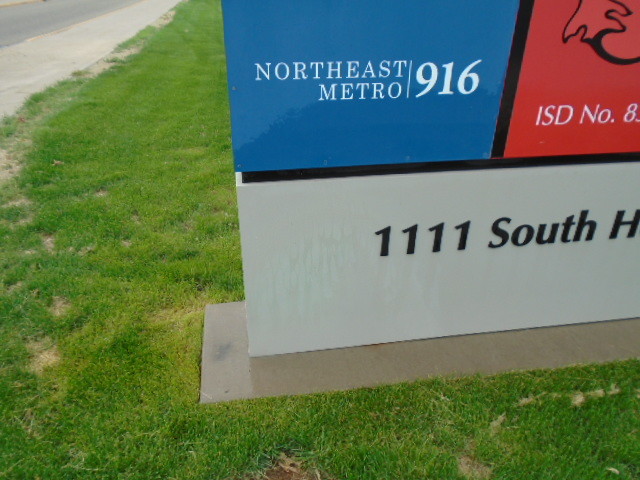 NORTHEAST
METRO 916
ISD No.
1111 South